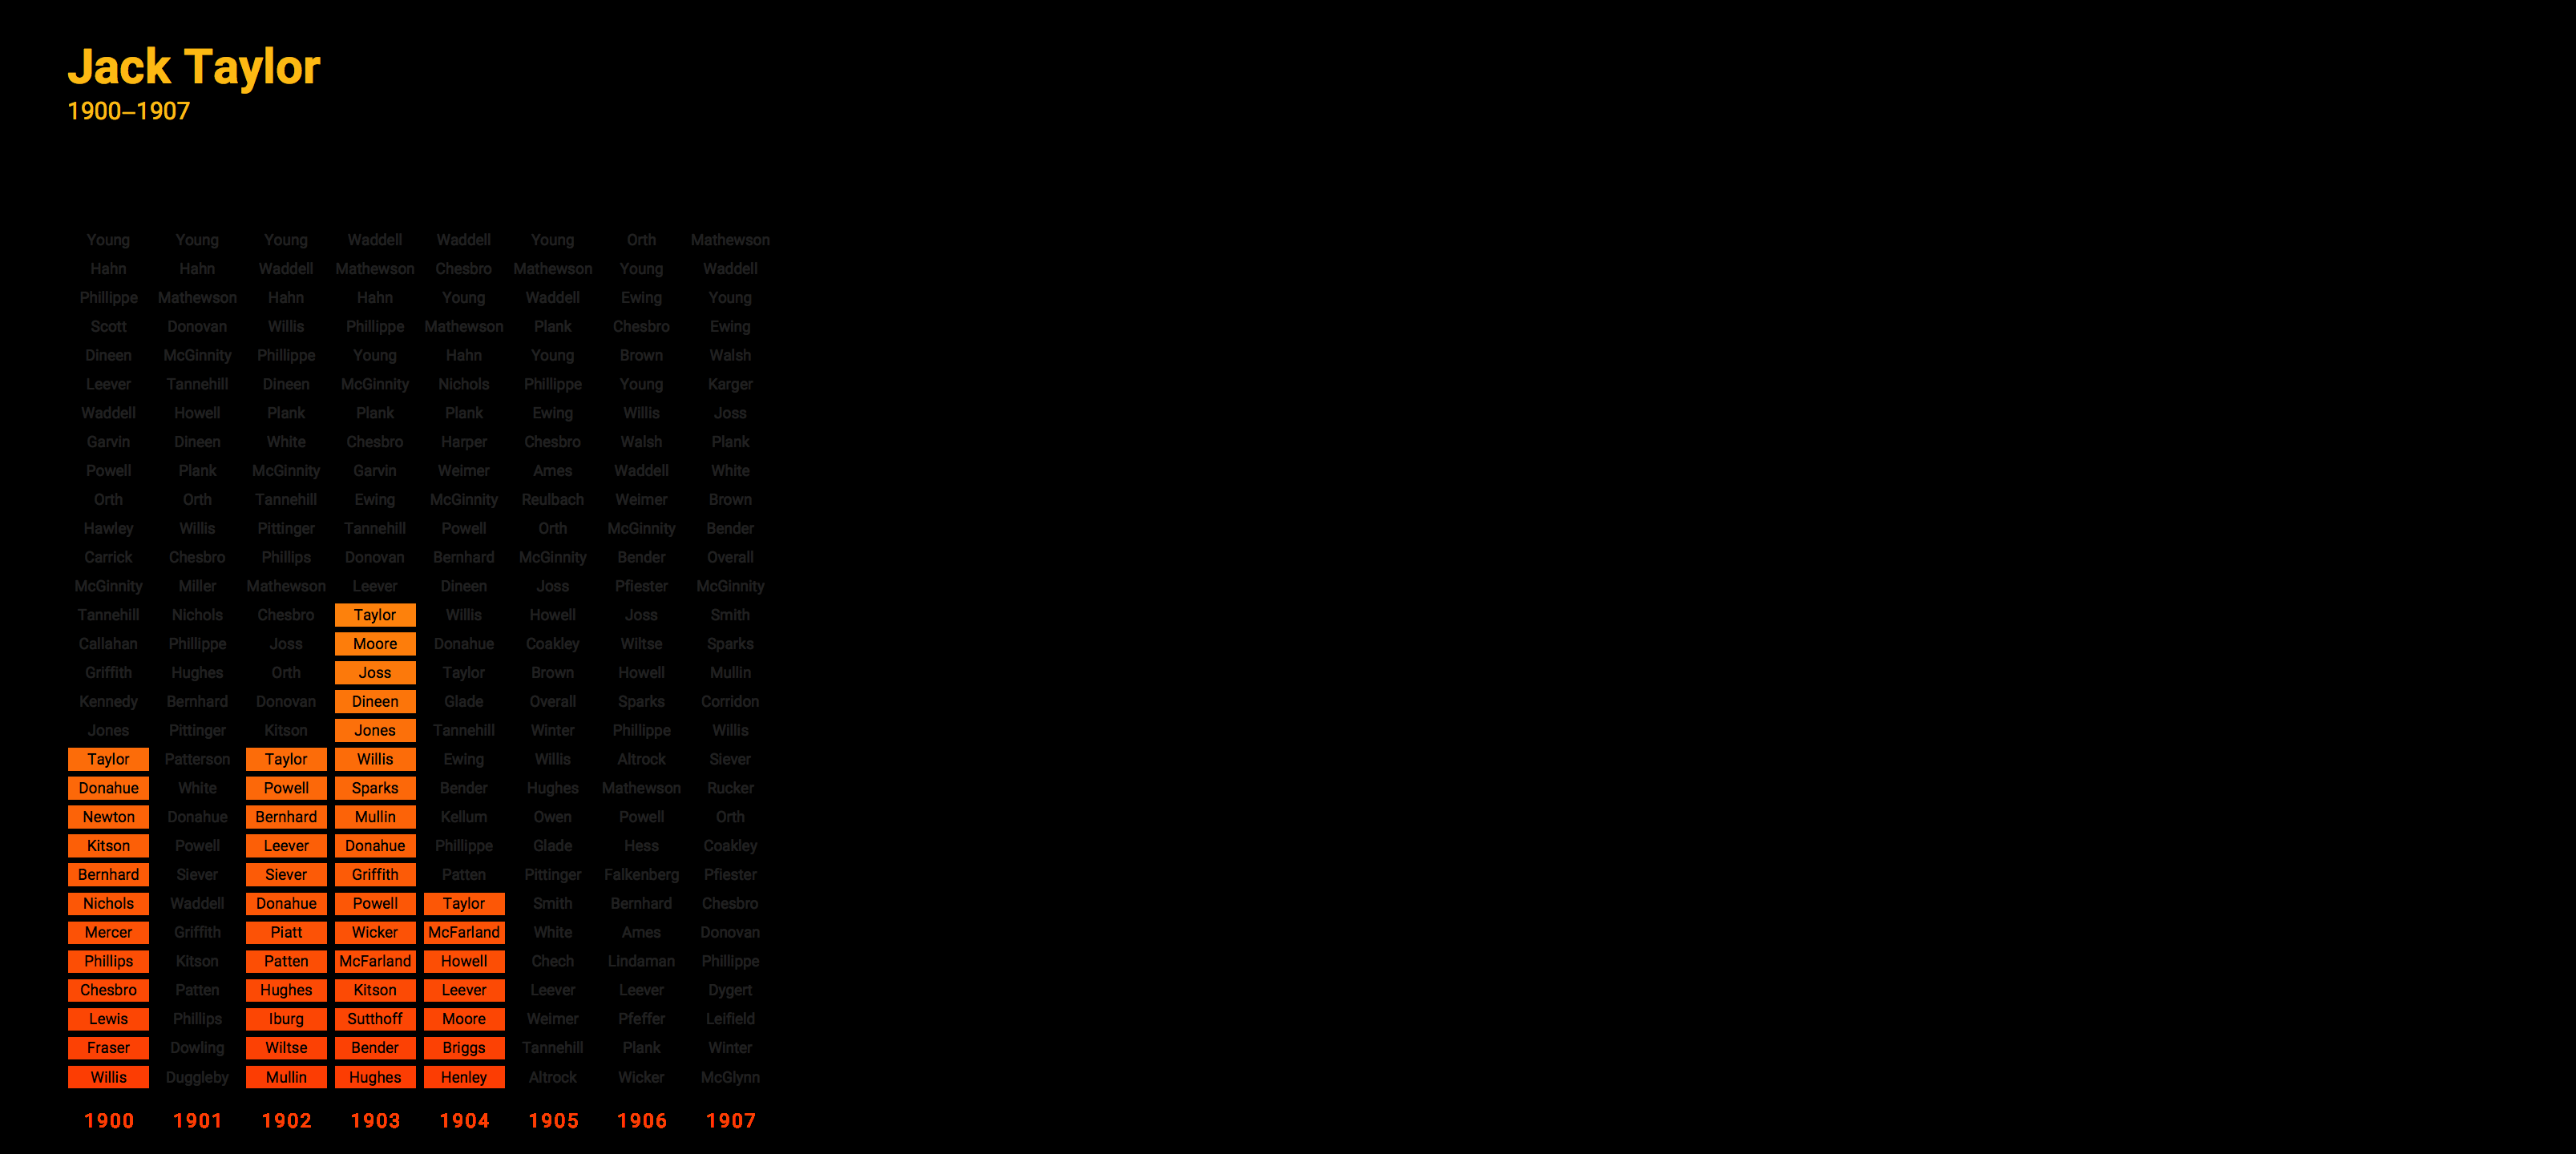 Jack Taylor
1900–1907
Young Young Young Waddell Waddell Young Orth Mathewson
Hahn Hahn Waddell Mathewson Chesbro Mathewson Young Waddell
Phillippe Mathewson Hahn Hahn Young Waddell Ewing Young
Scott Donovan Willis Phillippe Mathewson Plank Chesbro Ewing
Dineen McGinnity Phillippe Young Hahn Young Brown Walsh
Leever Tannehill Dineen McGinnity Nichols Phillippe Young Karger
Waddell Howell Plank Plank Plank Ewing Willis Joss
Garvin Dineen White Chesbro Harper Chesbro Walsh Plank
Powell Plank McGinnity Garvin Weimer Ames Waddell White
Orth Orth Tannehill Ewing McGinnity Reulbach Weimer Brown
Hawley Willis Pittinger Tannehill Powell Orth McGinnity Bender
Carrick Chesbro Phillips Donovan Bernhard McGinnity Bender Overall
McGinnity Miller Mathewson Leever Dineen Joss Pfiester McGinnity
Tannehill Nichols Chesbro Taylor Willis Howell Joss Smith
Callahan Phillippe Joss Moore Donahue Coakley Wiltse Sparks
Griffith Hughes Orth Joss Taylor Brown Howell Mullin
Kennedy Bernhard Donovan Dineen Glade Overall Sparks Corridon
Jones Pittinger Kitson Jones Tannehill Winter Phillippe Willis
Taylor Patterson Taylor Willis Ewing Willis Altrock Siever
Donahue White Powell Sparks Bender Hughes Mathewson Rucker
Newton Donahue Bernhard Mullin Kellum Owen Powell Orth
Kitson Powell Leever Donahue Phillippe Glade Hess Coakley
Bernhard Siever Siever Griffith Patten Pittinger Falkenberg Pfiester
Nichols Waddell Donahue Powell Taylor Smith Bernhard Chesbro
Mercer Griffith Piatt Wicker McFarland White Ames Donovan
Phillips Kitson Patten McFarland Howell Chech Lindaman Phillippe
Chesbro Patten Hughes Kitson Leever Leever Leever Dygert
Lewis Phillips Iburg Sutthoff Moore Weimer Pfeffer Leifield
Fraser Dowling Wiltse Bender Briggs Tannehill Plank Winter
Willis Duggleby Mullin Hughes Henley Altrock Wicker McGlynn
1900 1901 1902 1903 1904 1905 1906 1907